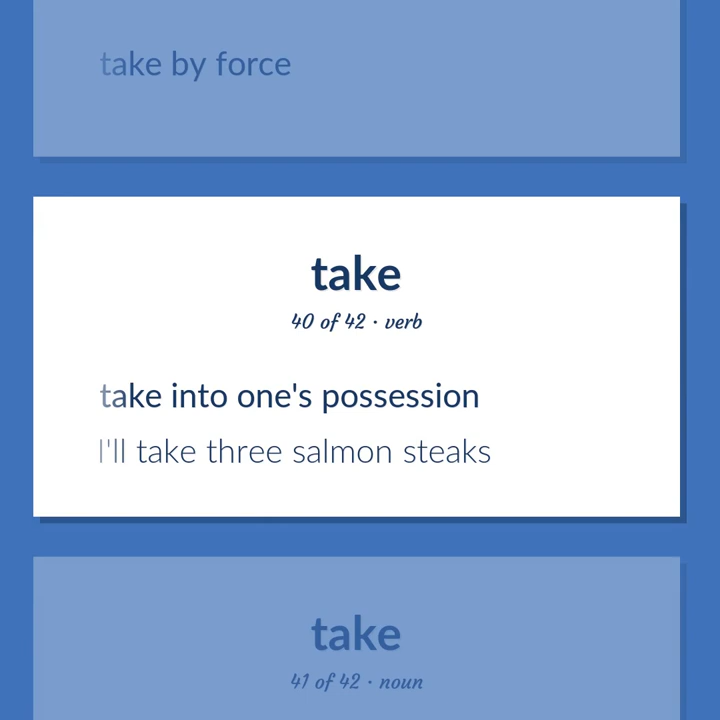 take by force
take
40 of 42 · verb
take into one's possession
I'll take three salmon steaks
take
41 of 42 · noun